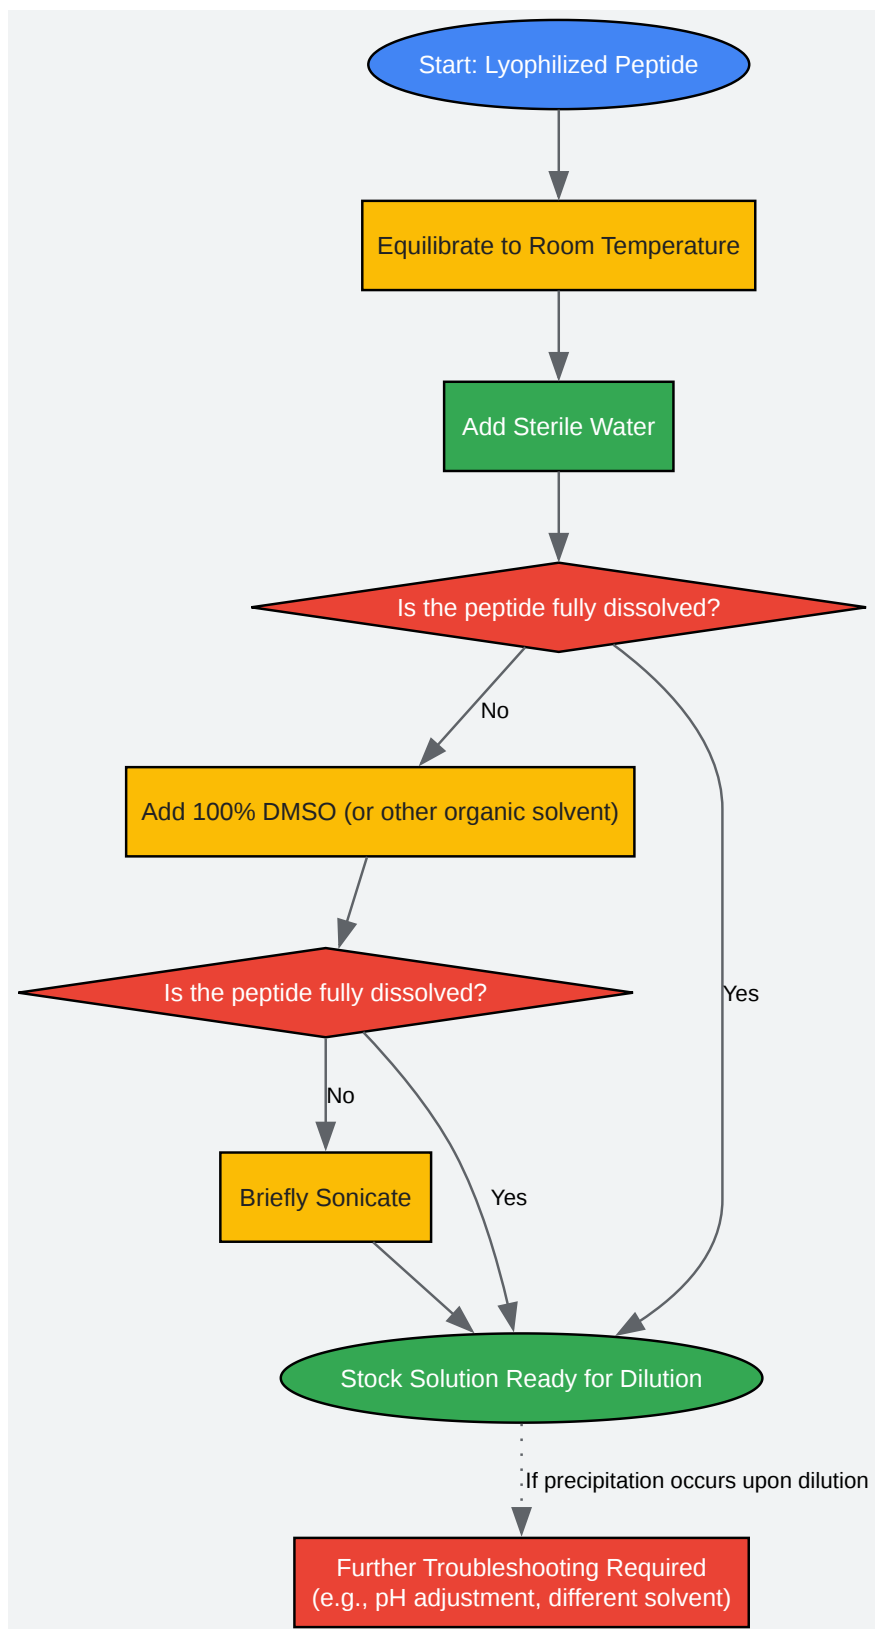 Start: Lyophilized Peptide
Equilibrate to Room Temperature
Add Sterile Water
Is the peptide fully dissolved?
No
Add 100% DMSO (or other organic solvent)
Is the peptide fully dissolved?
Yes
No
Briefly Sonicate
Yes
Stock Solution Ready for Dilution
If precipitation occurs upon dilution
Further Troubleshooting Required
(e.g., pH adjustment, different solvent)